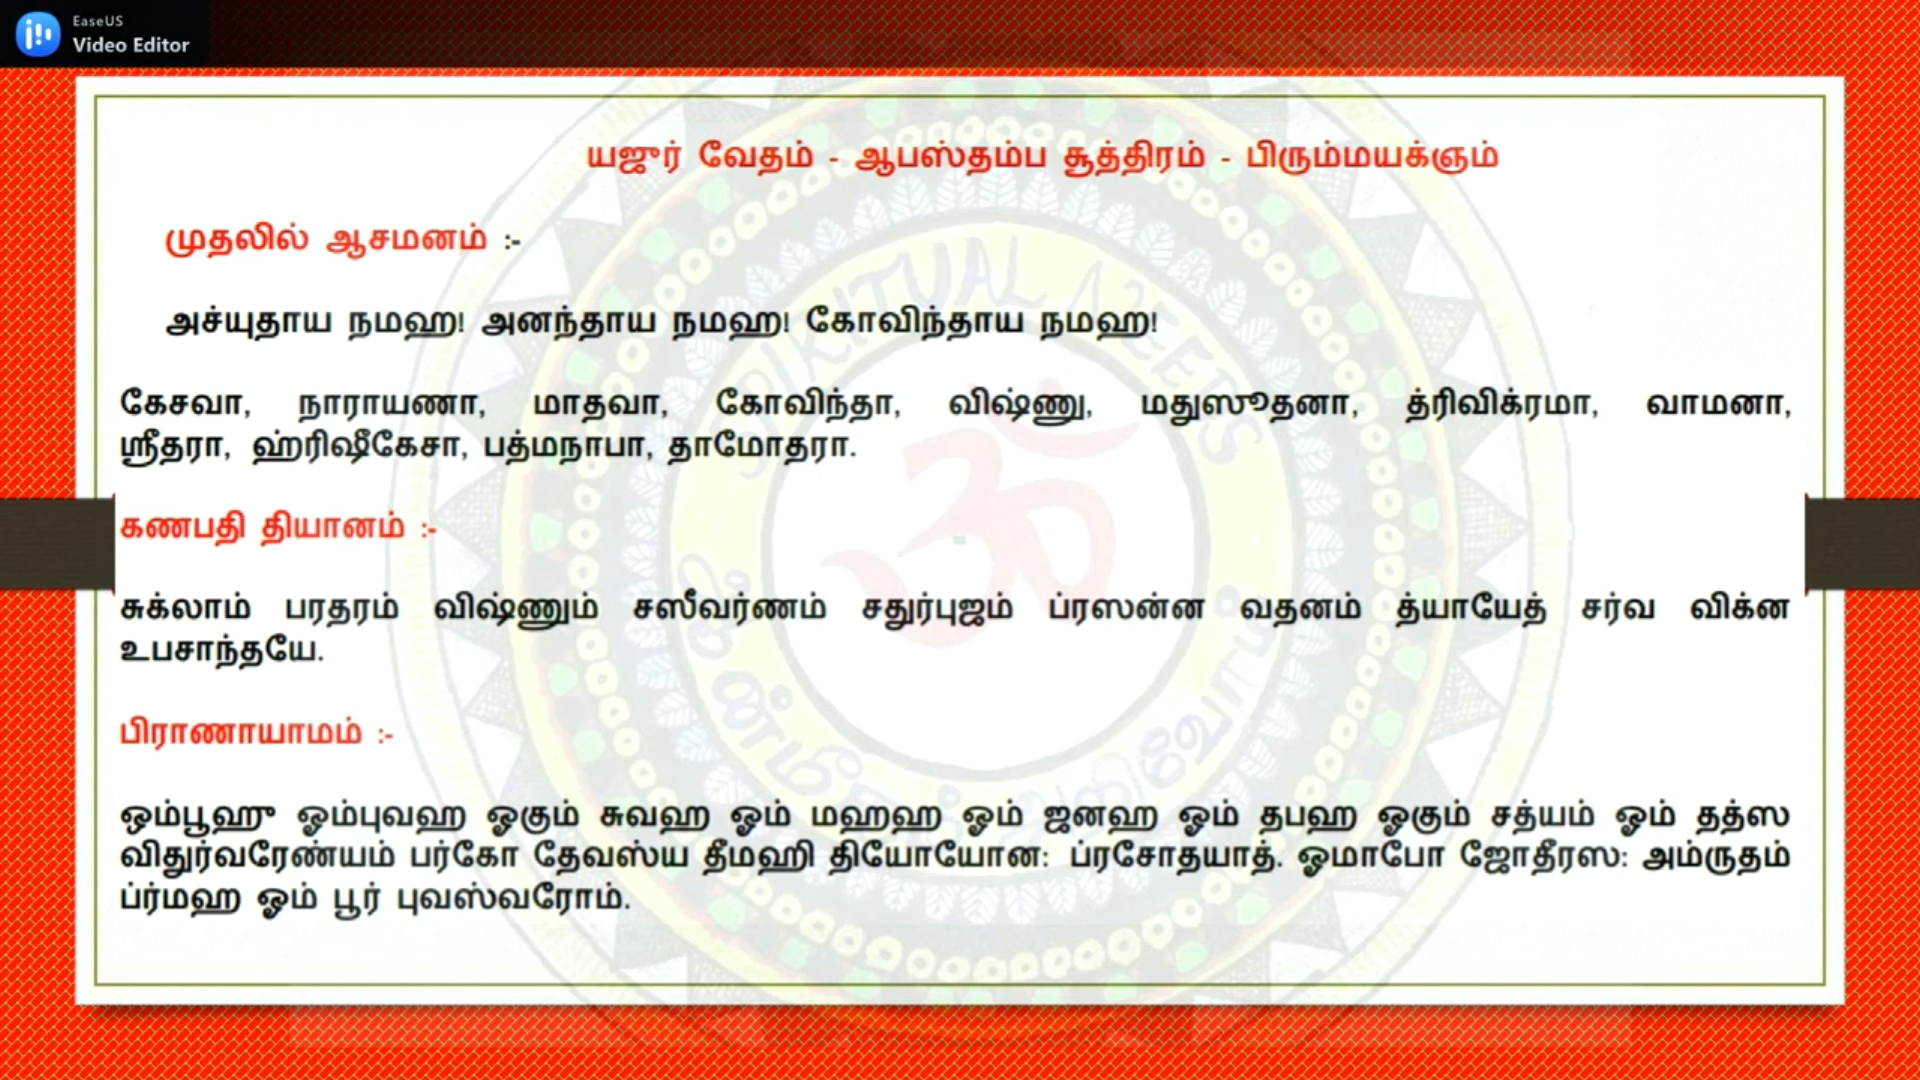 EaseUS
Video Editor
யஜுர் வேதம் - ஆபஸ்தம்ப சூத்திரம் - பிரும்மயக்ஞம்
முதலில் ஆசமனம் :-
அச்யுதாய நமஹ! அனந்தாய நமஹ! கோவிந்தாய நமஹ!
கேசவா, நாராயணா, மாதவா, கோவிந்தா, விஷ்ணு, மதுஸூதனா, த்ரிவிக்ரமா, வாமனா,
ஸ்ரீதரா, ஹ்ரிஷீகேசா, பத்மநாபா, தாமோதரா.
கணபதி தியானம் :-
சுக்லாம் பரதரம் விஷ்ணும் சஸீவர்ணம் சதுர்புஜம் ப்ரஸன்ன வதனம் த்யாயேத் சர்வ விக்ன
உபசாந்தயே.
பிராணாயாமம் :-
ஒம்பூஹு ஓம்புவஹ ஓகும் சுவஹ ஓம் மஹஹ ஓம் ஜனஹ ஓம் தபஹ ஓகும் சத்யம் ஓம் தத்ஸ
விதுர்வரேண்யம் பர்கோ தேவஸ்ய தீமஹி தியோயோன: ப்ரசோதயாத். ஓமாபோ ஜோதீரஸ: அம்ருதம்
ப்ர்மஹ ஓம் பூர் புவஸ்வரோம்.
SPIRITUAL MEETS
ॐ